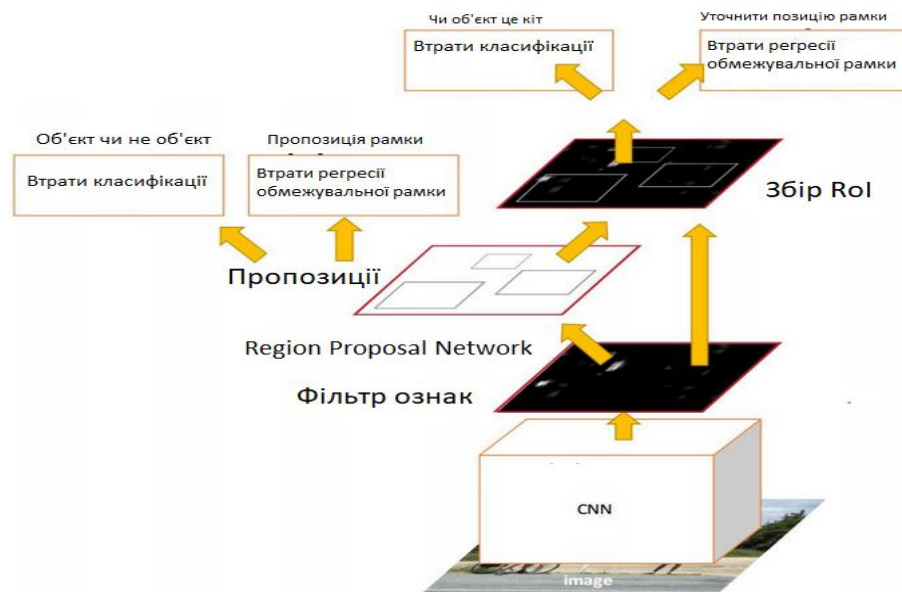 Чи об'єкт це кіт
Уточнити позицію рамки
Втрати класифікації
Втрати регресії
обмежувальної рамки
Об'єкт чи не об'єкт
Пропозиція рамки
Втрати класифікації
Втрати регресії
обмежувальної рамки
Збір RoI
Пропозиції
Region Proposal Network
Фільтр ознак
CNN
image